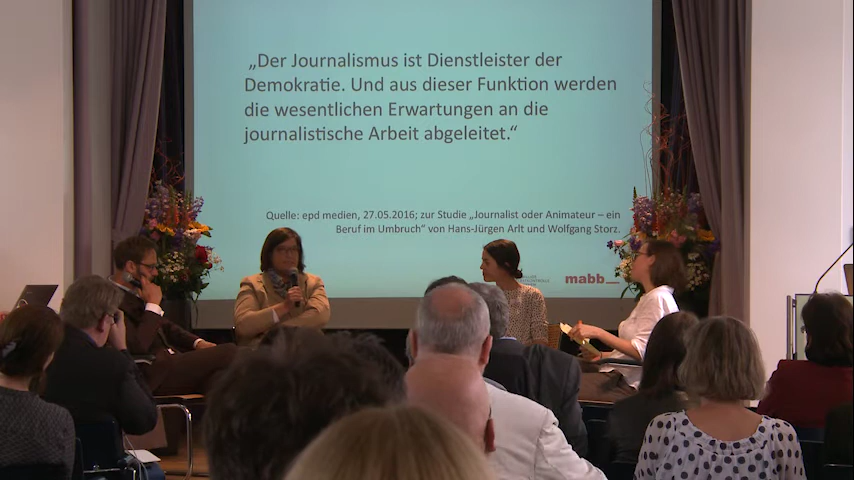 „Der Journalismus ist Dienstleister der
Demokratie. Und aus dieser Funktion werden
die wesentlichen Erwartungen an die
journalistische Arbeit abgeleitet.“
Quelle: epd medien, 27.05.2016; zur Studie „Journalist oder Animateur – ein
Beruf im Umbruch“ von Hans-Jürgen Arlt und Wolfgang Storz.
mabb